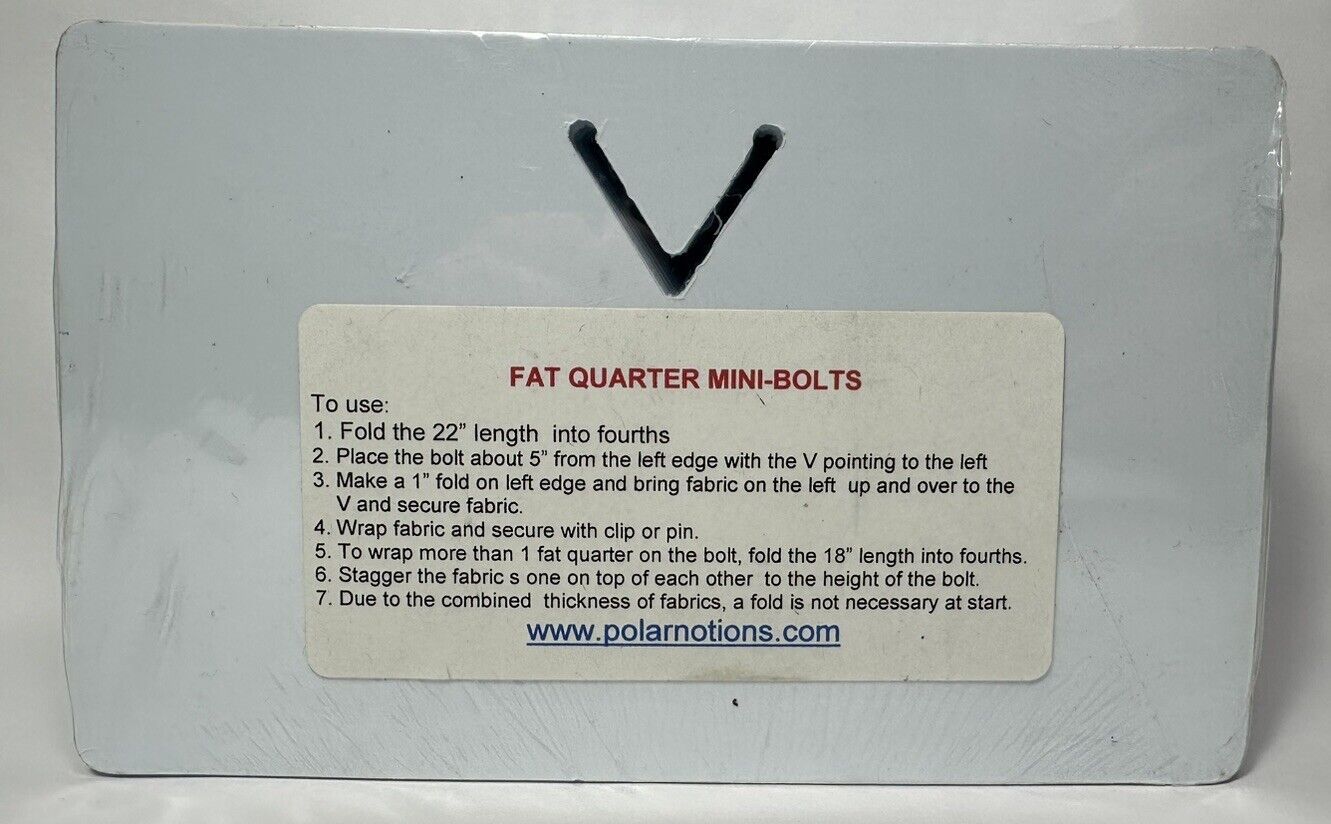 FAT QUARTER MINI-BOLTS
To use:
1. Fold the 22” length into fourths
2. Place the bolt about 5” from the left edge with the V pointing to the left
3. Make a 1” fold on left edge and bring fabric on the left up and over to the
V and secure fabric.
4. Wrap fabric and secure with clip or pin.
5. To wrap more than 1 fat quarter on the bolt, fold the 18” length into fourths.
6. Stagger the fabric s one on top of each other to the height of the bolt.
7. Due to the combined thickness of fabrics, a fold is not necessary at start.
www.polarnotions.com